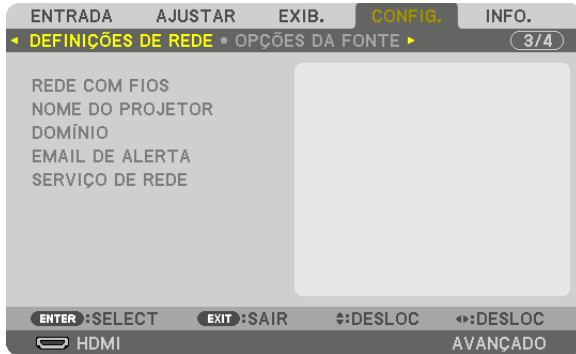 ENTRADA AJUSTAR EXIB. CONFIG. INFO.
DEFINIÇÕES DE REDE • OPÇÕES DA FONTE 3/4
REDE COM FIOS
NOME DO PROJETOR
DOMÍNIO
EMAIL DE ALERTA
SERVIÇO DE REDE
ENTER :SELECT EXIT :SAIR :DESLOC :DESLOC
HDMI AVANÇADO